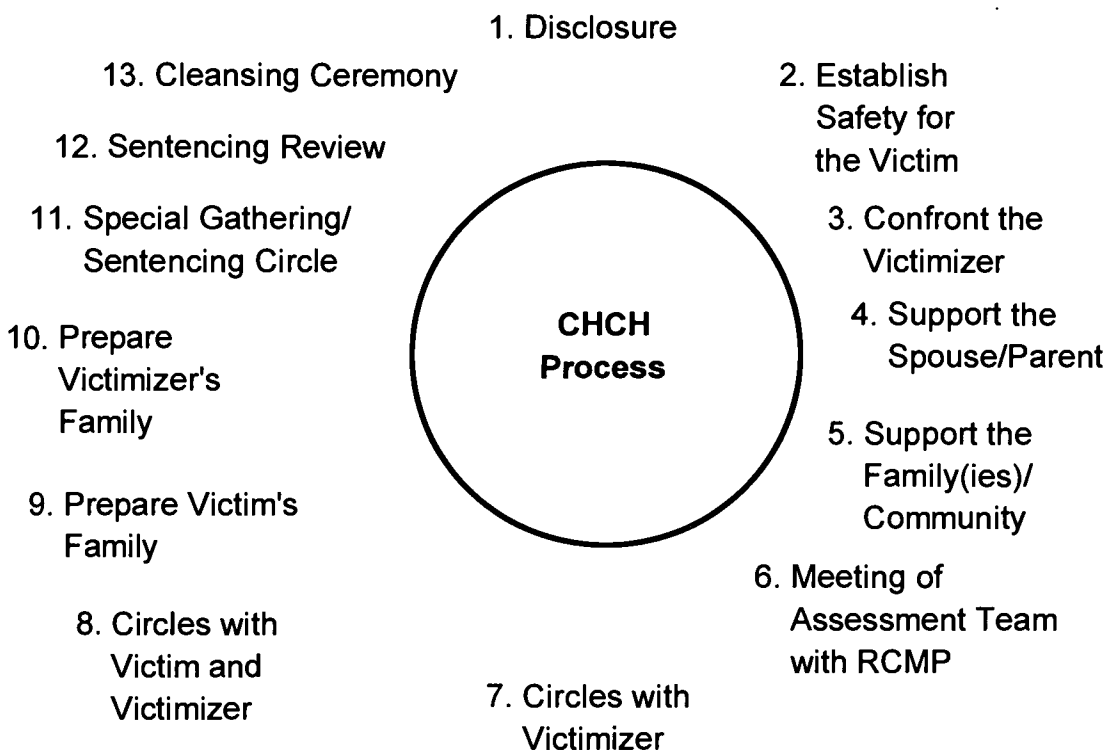 1. Disclosure
2. Establish
Safety for
the Victim
3. Confront the
Victimizer
4. Support the
Spouse/Parent
5. Support the
Family(ies)/
Community
6. Meeting of
Assessment Team
with RCMP
7. Circles with
Victimizer
8. Circles with
Victim and
Victimizer
9. Prepare Victim's
Family
10. Prepare
Victimizer's
Family
11. Special Gathering/
Sentencing Circle
12. Sentencing Review
13. Cleansing Ceremony
CHCH
Process